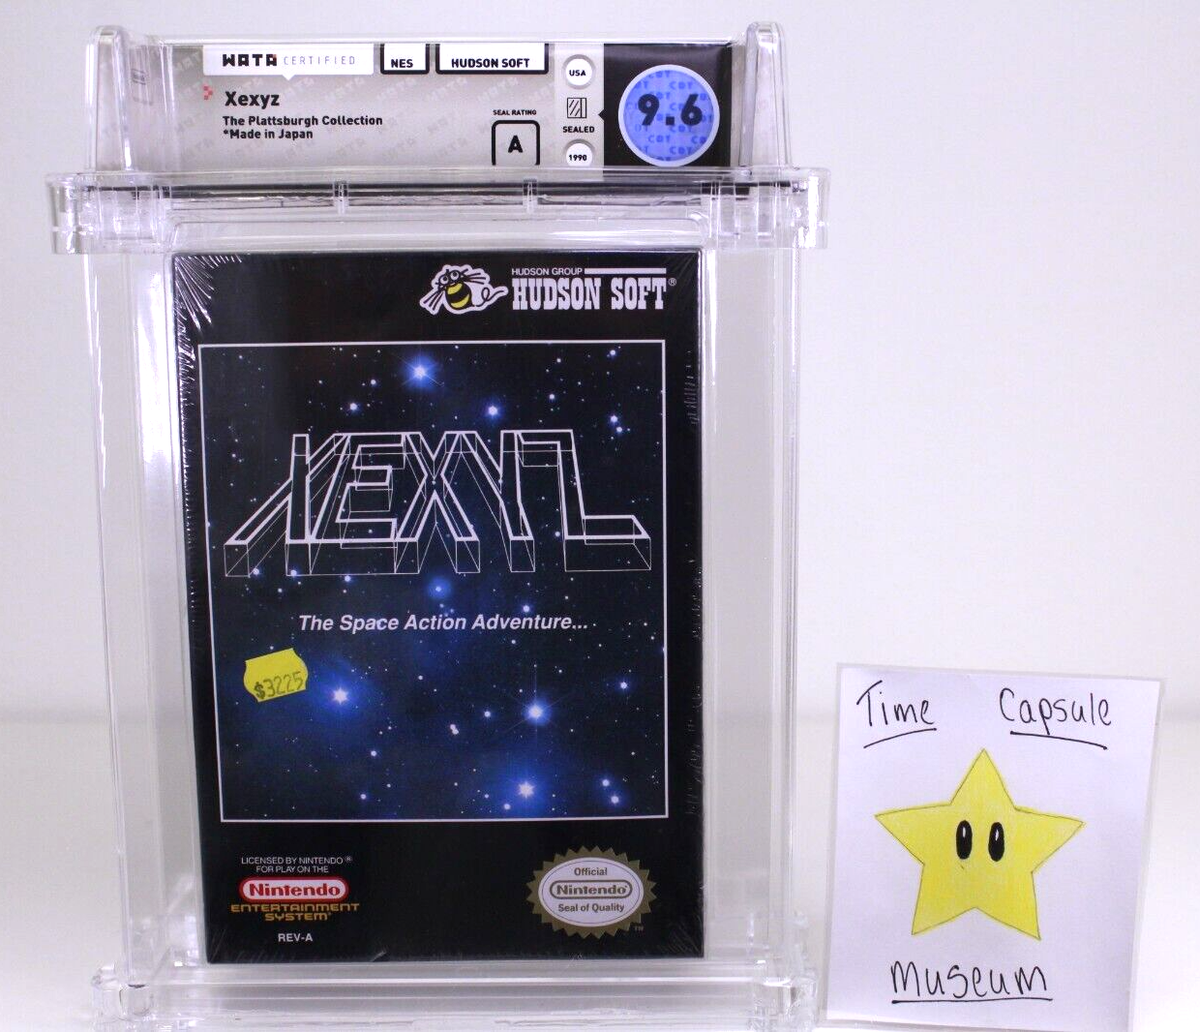 WATA CERTIFIED
NES
HUDSON SOFT
USA
Xexyz
The Plattsburgh Collection
*Made in Japan
SEAL RATING
A
SEALED
1990
9.6
HUDSON GROUP
HUDSON SOFT®
XEXYZ
The Space Action Adventure...
$3225
LICENSED BY NINTENDO®
FOR PLAY ON THE
Nintendo
ENTERTAINMENT
SYSTEM®
REV-A
Official
Nintendo®
Seal of Quality
TM
Time Capsule
Museum